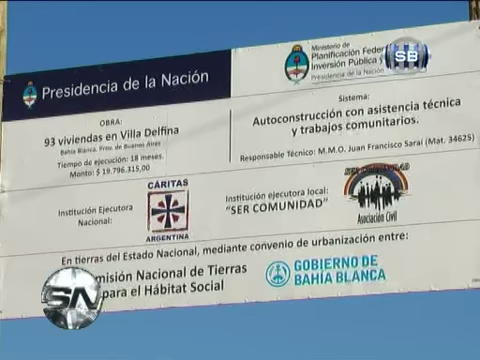 Presidencia de la Nación
Ministerio de
Planificación Feder
Inversión Pública y
Presidencia de la Nación
SB
OBRA:
93 viviendas en Villa Delfina
Bahía Blanca. Prov. de Buenos Aires
Tiempo de ejecución: 18 meses.
Monto: $ 19.796.315,00
Sistema:
Autoconstrucción con asistencia técnica
y trabajos comunitarios.
Responsable Técnico: M.M.O. Juan Francisco Sarai (Mat. 34625)
Institución Ejecutora
Nacional:
CÁRITAS
ARGENTINA
Institución ejecutora local:
"SER COMUNIDAD"
SER COMUNIDAD
Asociación Civil
En tierras del Estado Nacional, mediante convenio de urbanización entre:
misión Nacional de Tierras
para el Hábitat Social
GOBIERNO DE
BAHÍA BLANCA
SN